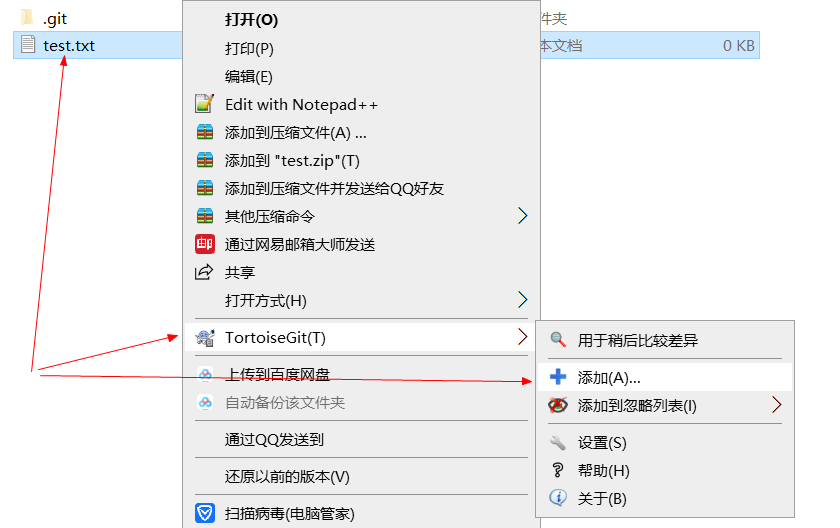 .git
件夹
test.txt
本文档
0 KB
打开(O)
打印(P)
编辑(E)
Edit with Notepad++
添加到压缩文件(A) ...
添加到 "test.zip"(T)
添加到压缩文件并发送给QQ好友
其他压缩命令
通过网易邮箱大师发送
共享
打开方式(H)
TortoiseGit(T)
上传到百度网盘
自动备份该文件夹
通过QQ发送到
还原以前的版本(V)
扫描病毒(电脑管家)
用于稍后比较差异
添加(A)...
添加到忽略列表(I)
设置(S)
帮助(H)
关于(B)